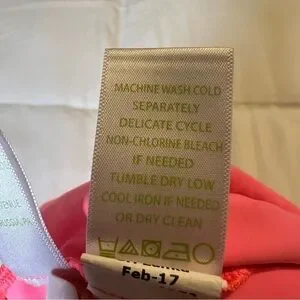 MACHINE WASH COLD
SEPARATELY
DELICATE CYCLE
NON-CHLORINE BLEACH
IF NEEDED
TUMBLE DRY LOW
COOL IRON IF NEEDED
OR DRY CLEAN
Feb-17